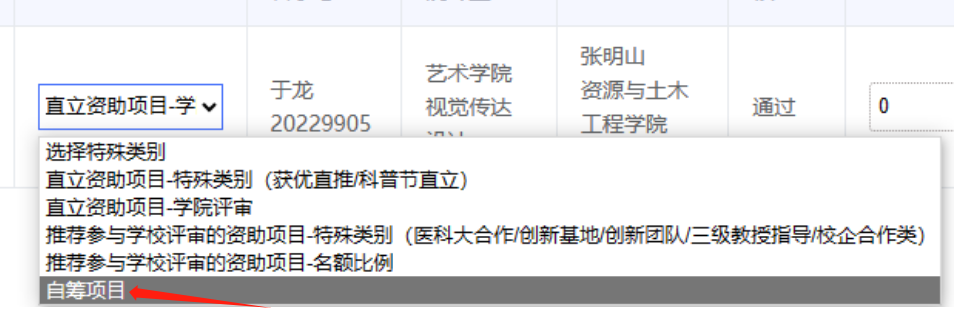 直立资助项目-学
于龙
20229905
艺术学院
视觉传达
张明山
资源与土木
工程学院
通过
0
选择特殊类别
直立资助项目-特殊类别（获优直推/科普节直立）
直立资助项目-学院评审
推荐参与学校评审的资助项目-特殊类别（医科大合作/创新基地/创新团队/三级教授指导/校企合作类）
推荐参与学校评审的资助项目-名额比例
自筹项目